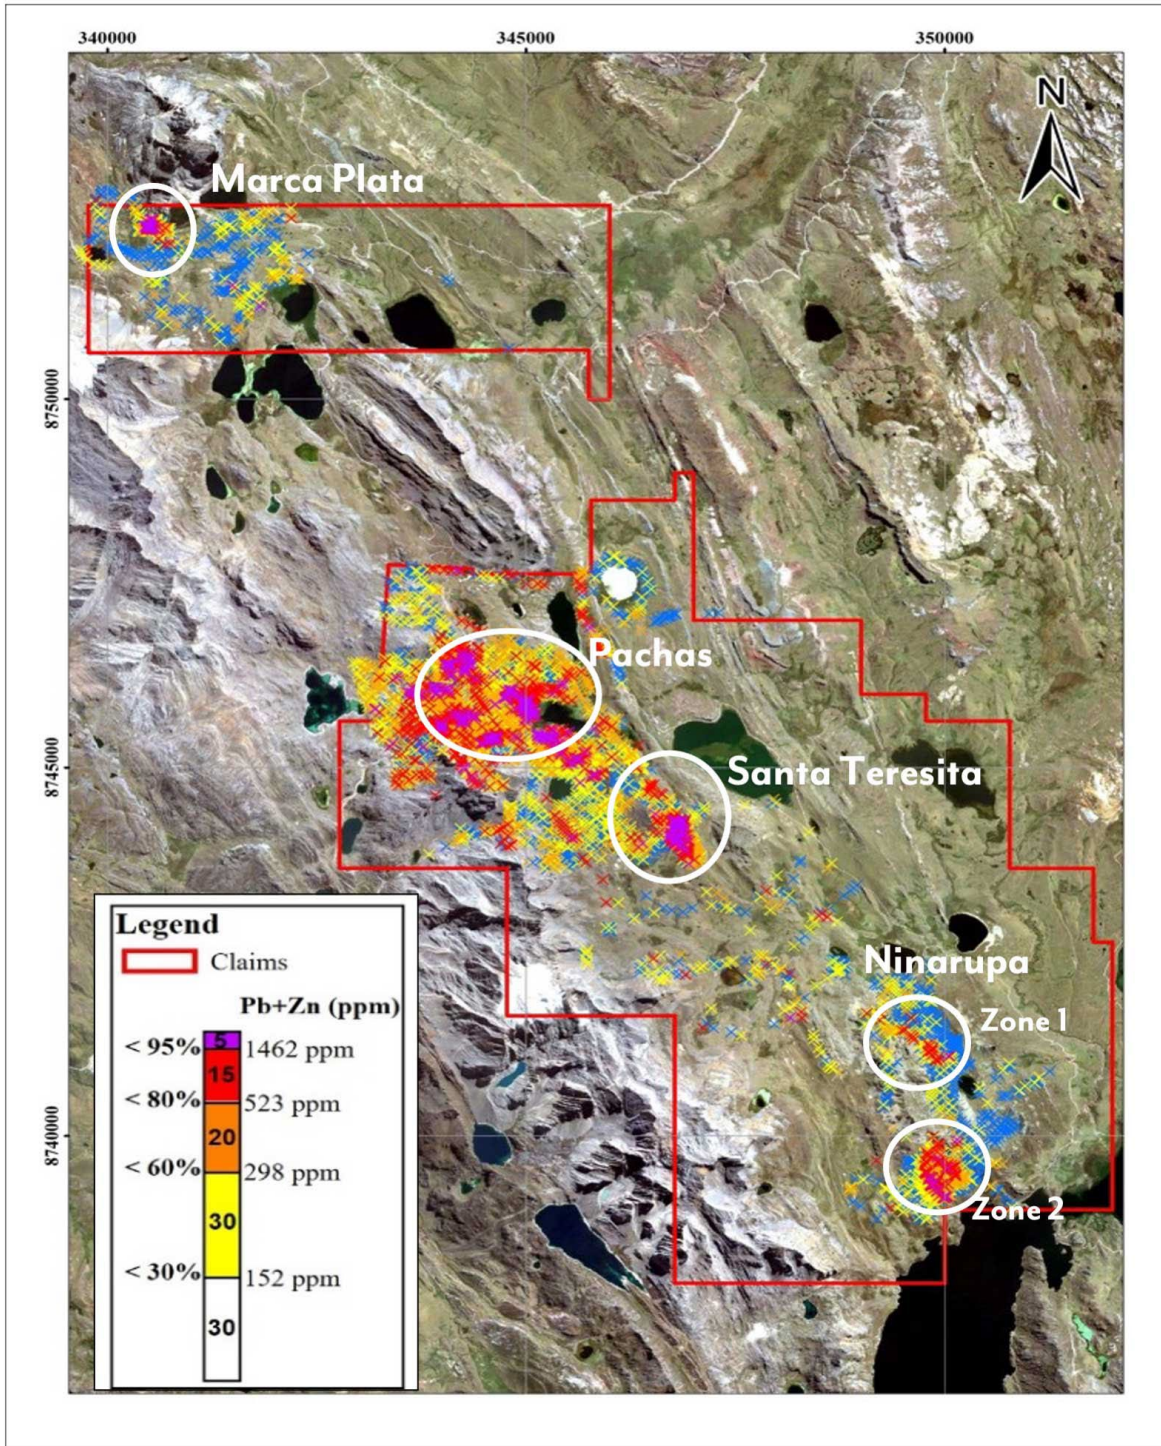 340000 345000 350000
N
Marca Plata
8750000
Pachas
8745000
Santa Teresita
Ninarupa
Zone 1
8740000
Zone 2
Legend
Claims
Pb+Zn (ppm)
5
< 95% 1462 ppm
15
< 80% 523 ppm
20
< 60% 298 ppm
30
< 30% 152 ppm
30